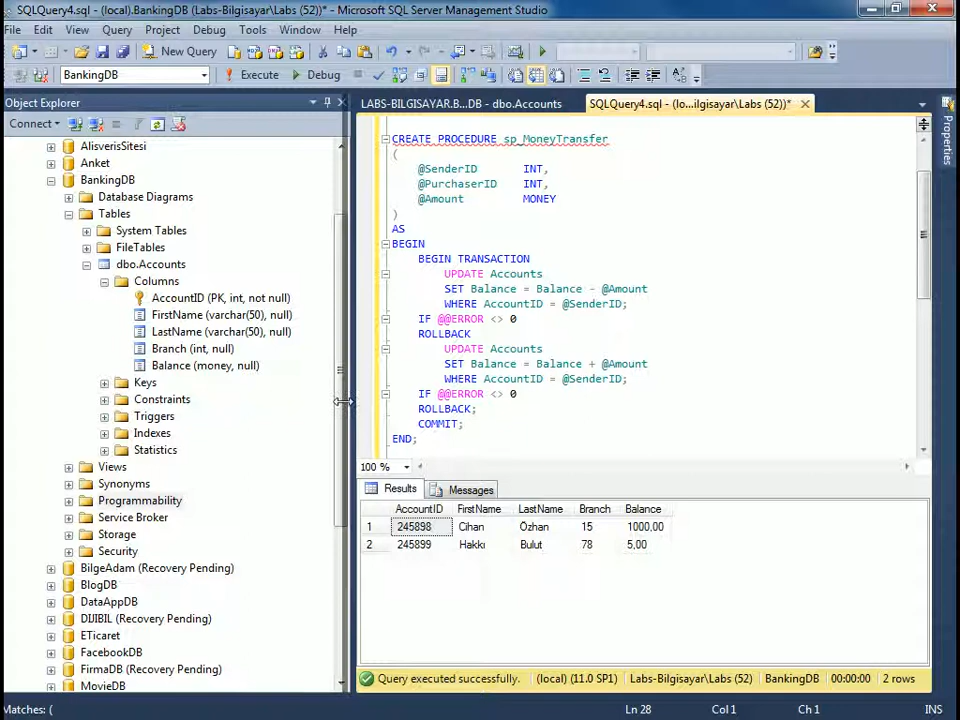 SQLQuery4.sql - (local).BankingDB (Labs-Bilgisayar\Labs (52))* - Microsoft SQL Server Management Studio
File Edit View Query Project Debug Tools Window Help
New Query
BankingDB Execute Debug
Object Explorer
LABS-BILGISAYAR.B...DB - dbo.Accounts
SQLQuery4.sql - (lo...ilgisayar\Labs (52))*
Properties
Connect
AlisverisSitesi
Anket
BankingDB
Database Diagrams
Tables
System Tables
FileTables
dbo.Accounts
Columns
AccountID (PK, int, not null)
FirstName (varchar(50), null)
LastName (varchar(50), null)
Branch (int, null)
Balance (money, null)
Keys
Constraints
Triggers
Indexes
Statistics
Views
Synonyms
Programmability
Service Broker
Storage
Security
BilgeAdam (Recovery Pending)
BlogDB
DataAppDB
DIJIBIL (Recovery Pending)
ETicaret
FacebookDB
FirmaDB (Recovery Pending)
MovieDB
CREATE PROCEDURE sp_MoneyTransfer
(
@SenderID INT,
@PurchaserID INT,
@Amount MONEY
)
AS
BEGIN
BEGIN TRANSACTION
UPDATE Accounts
SET Balance = Balance - @Amount
WHERE AccountID = @SenderID;
IF @@ERROR <> 0
ROLLBACK
UPDATE Accounts
SET Balance = Balance + @Amount
WHERE AccountID = @SenderID;
IF @@ERROR <> 0
ROLLBACK;
COMMIT;
END;
100 %
Results Messages
AccountID FirstName LastName Branch Balance
1 245898 Cihan Özhan 15 1000,00
2 245899 Hakkı Bulut 78 5,00
Query executed successfully. (local) (11.0 SP1) Labs-Bilgisayar\Labs (52) BankingDB 00:00:00 2 rows
Matches: ( Ln 28 Col 1 Ch 1 INS